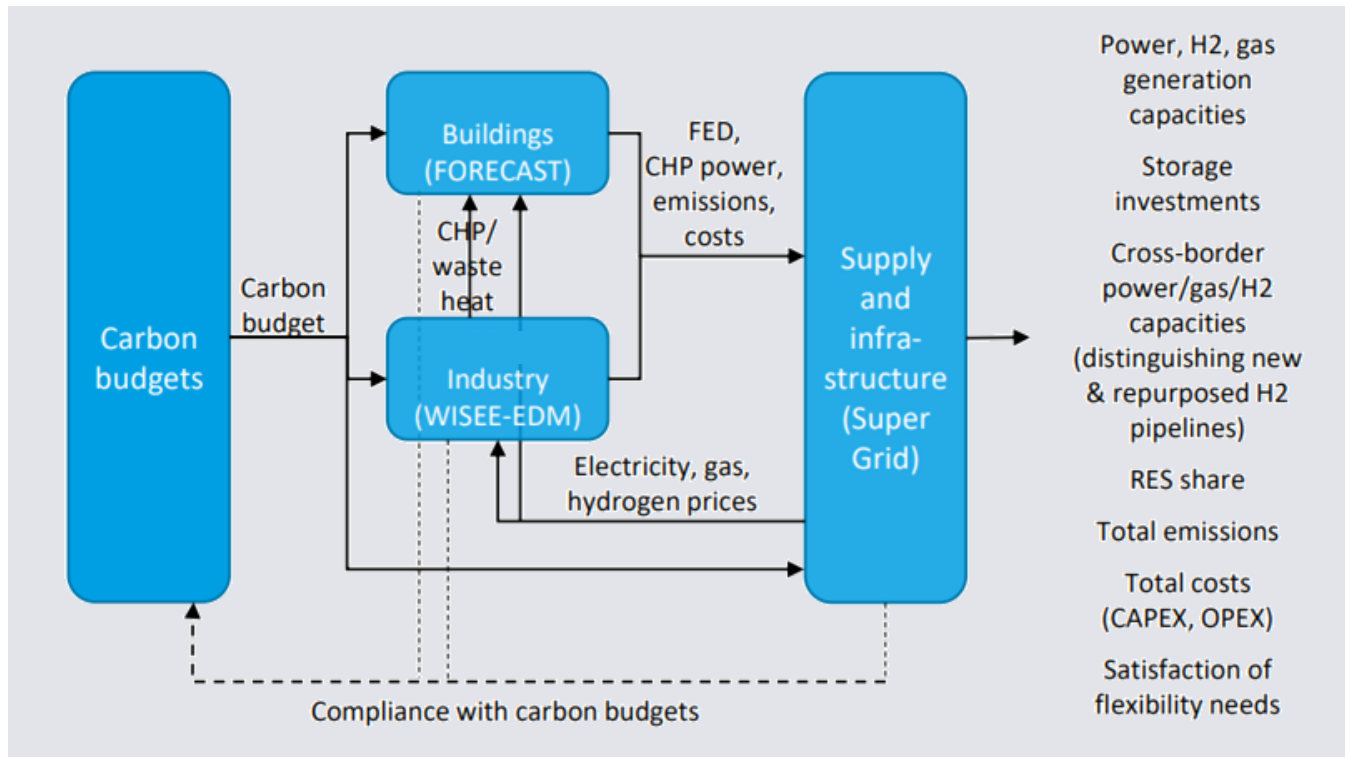 Carbon
budgets
Carbon
budget
Buildings
(FORECAST)
CHP/
waste
heat
Industry
(WISEE-EDM)
FED,
CHP power,
emissions,
costs
Electricity, gas,
hydrogen prices
Supply
and
infra-
structure
(Super
Grid)
Compliance with carbon budgets
Power, H2, gas
generation
capacities
Storage
investments
Cross-border
power/gas/H2
capacities
(distinguishing new
& repurposed H2
pipelines)
RES share
Total emissions
Total costs
(CAPEX, OPEX)
Satisfaction of
flexibility needs